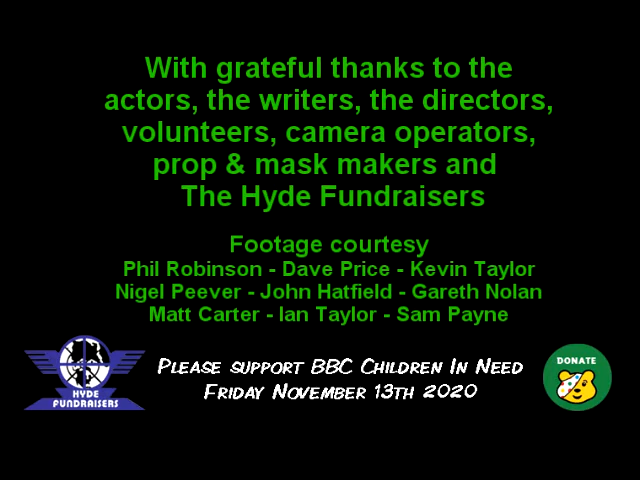 With grateful thanks to the
actors, the writers, the directors,
volunteers, camera operators,
prop & mask makers and
The Hyde Fundraisers
Footage courtesy
Phil Robinson - Dave Price - Kevin Taylor
Nigel Peever - John Hatfield - Gareth Nolan
Matt Carter - Ian Taylor - Sam Payne
HYDE
FUNDRAISERS
Please support BBC Children In Need
Friday November 13th 2020
DONATE